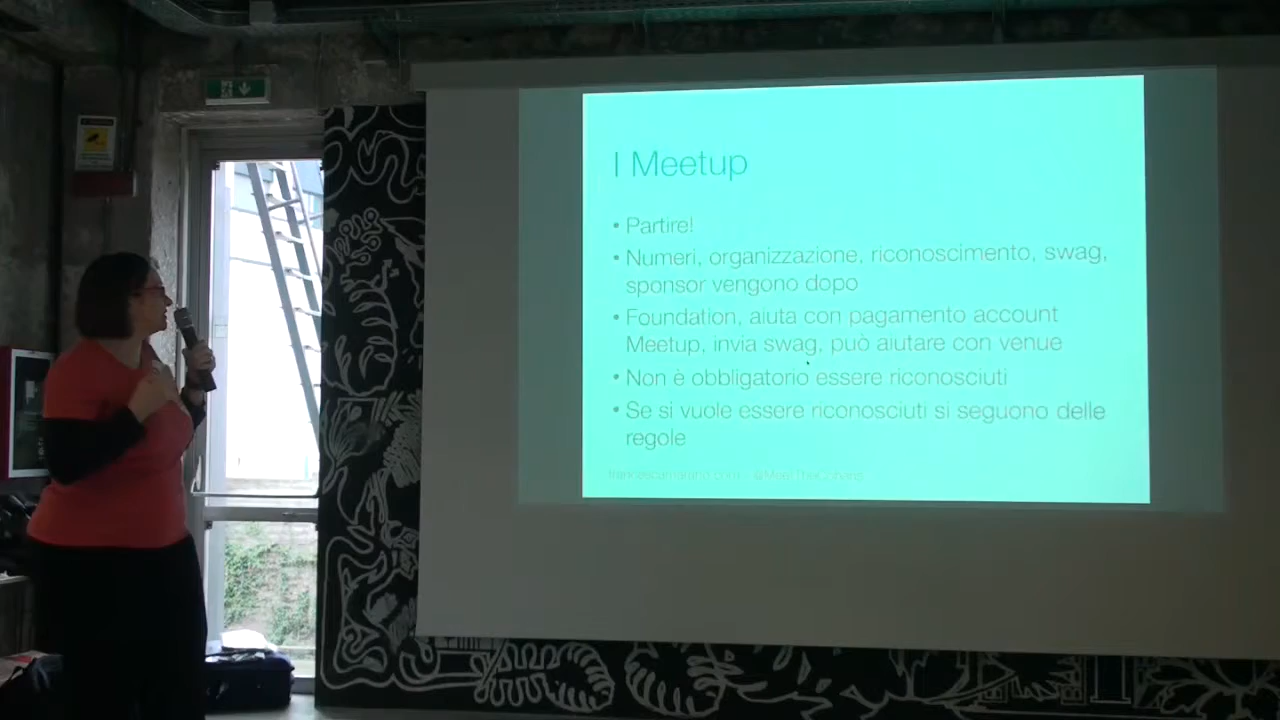 I Meetup
• Partire!
• Numeri, organizzazione, riconoscimento, swag,
sponsor vengono dopo
• Foundation, aiuta con pagamento account
Meetup, invia swag, può aiutare con venue
• Non è obbligatorio essere riconosciuti
• Se si vuole essere riconosciuti si seguono delle
regole